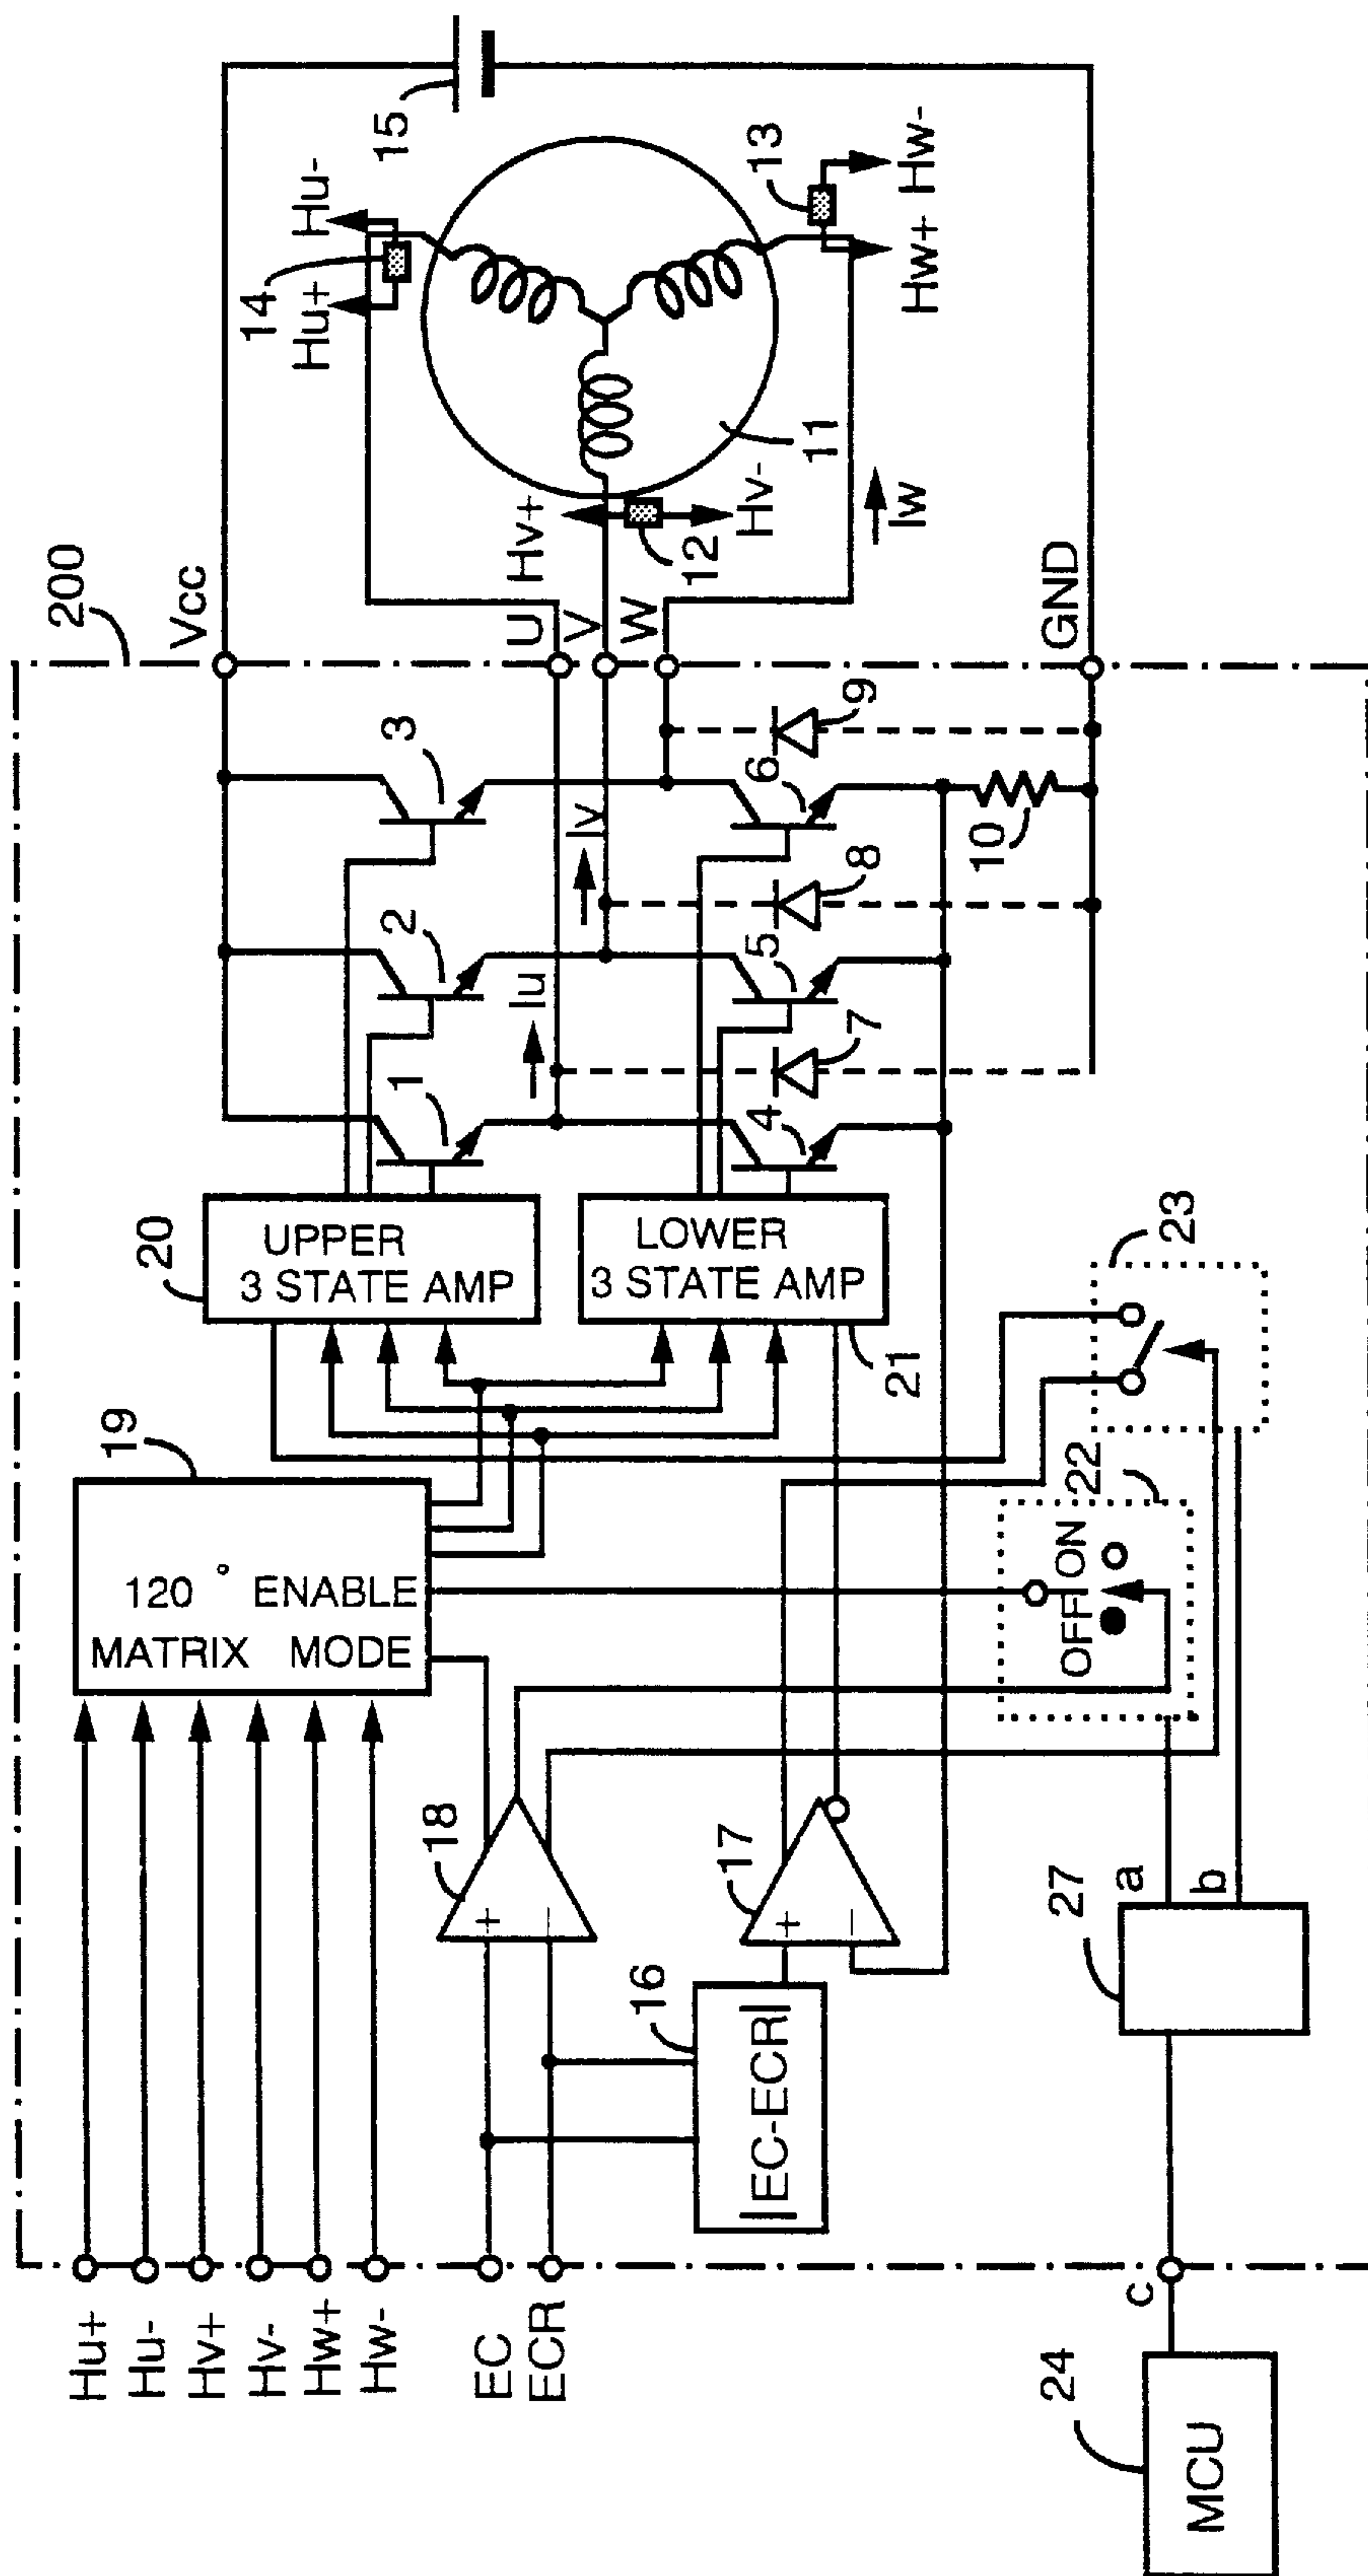 Hu+
Hu-
Hv+
Hv-
Hw+
Hw-
EC
ECR
c
24
MCU
19
120° ENABLE
MATRIX MODE
18
+
−
17
+
−
16
|EC-ECR|
27
a
b
20
UPPER
3 STATE AMP
LOWER
3 STATE AMP
21
22
OFF ON
23
1
2
3
4
5
6
7
8
9
10
Iu
Iv
Iw
200
Vcc
U
V
W
GND
Hu+
Hu-
14
Hv+
Hv-
12
11
Hw+
Hw-
13
15